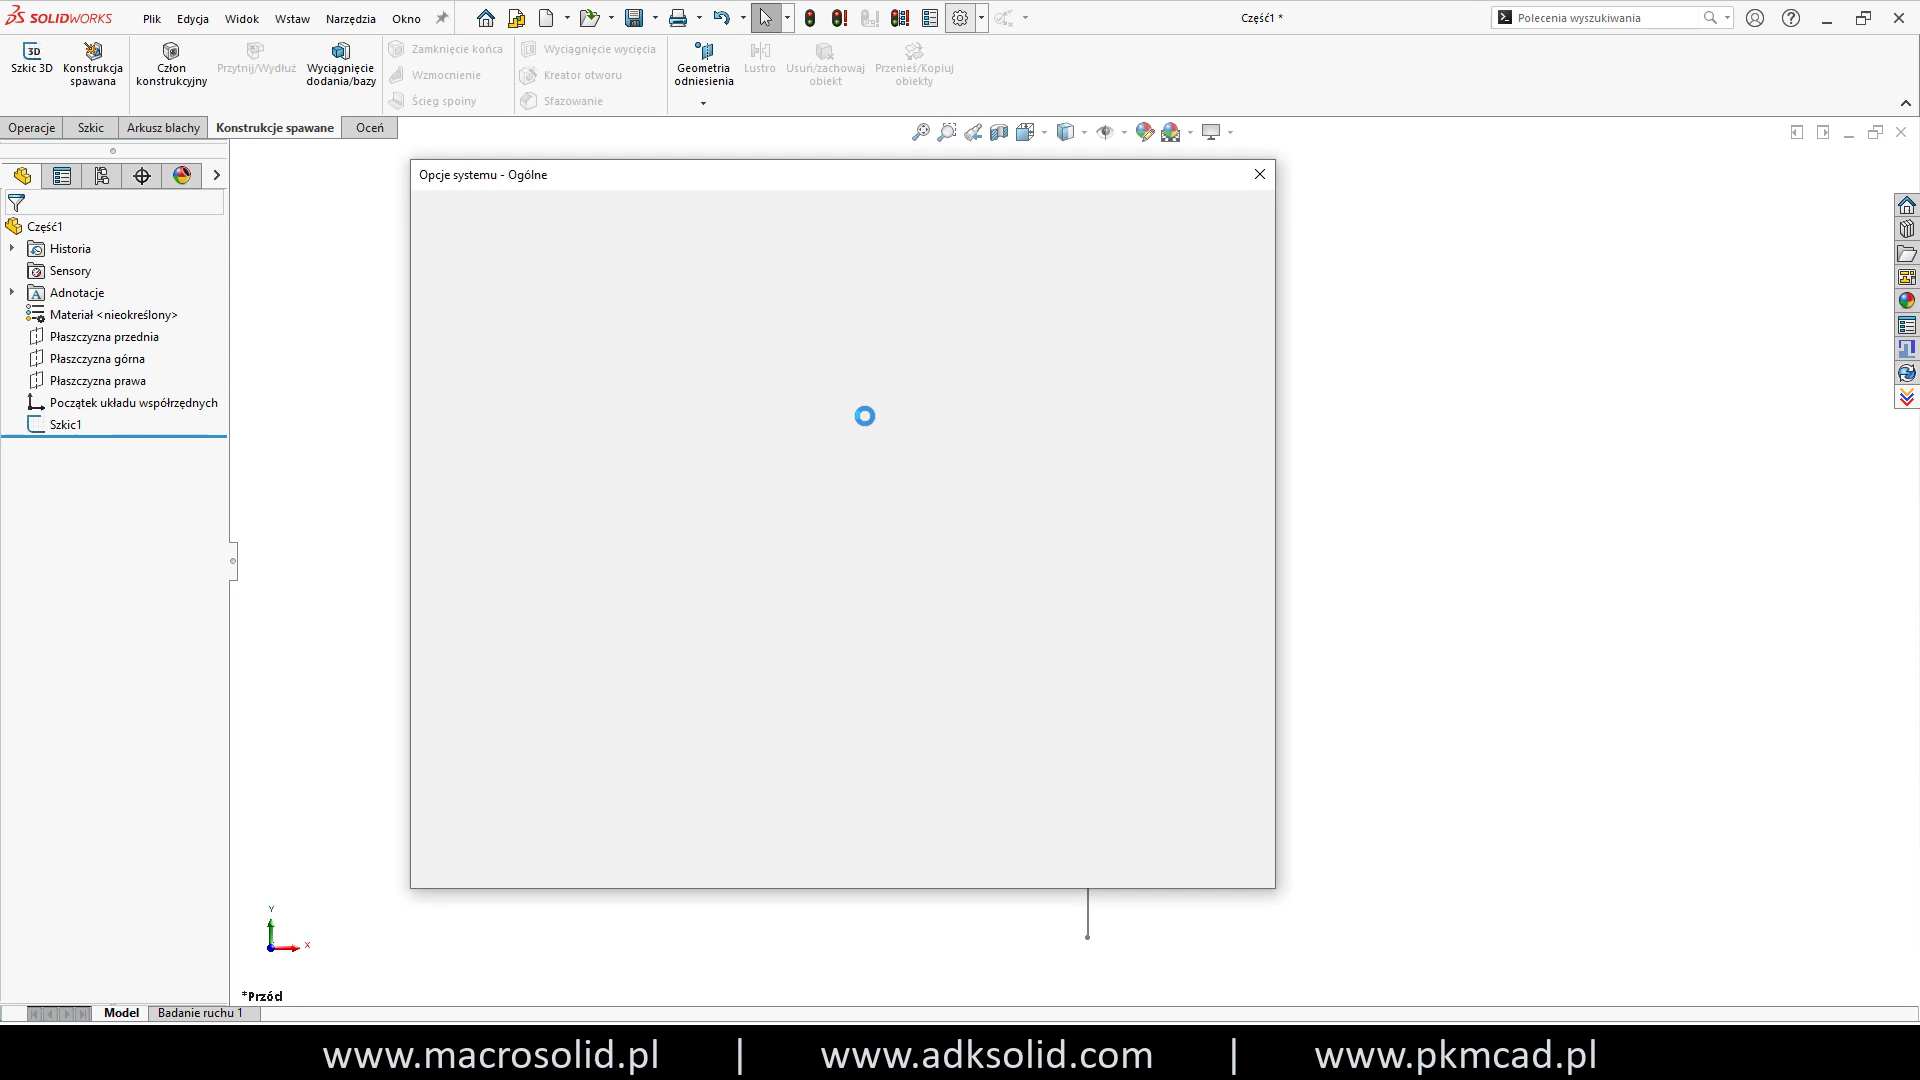 SOLIDWORKS Plik Edycja Widok Wstaw Narzędzia Okno Część1 * Polecenia wyszukiwania
3D
Szkic 3D
Konstrukcja spawana
Człon konstrukcyjny
Przytnij/Wydłuż
Wyciągnięcie dodania/bazy
Zamknięcie końca
Wzmocnienie
Ścieg spoiny
Wyciągnięcie wycięcia
Kreator otworu
Sfazowanie
Geometria odniesienia
Lustro
Usuń/zachowaj obiekt
Przenieś/Kopiuj obiekty
Operacje Szkic Arkusz blachy Konstrukcje spawane Oceń
Opcje systemu - Ogólne
Część1
Historia
Sensory
Adnotacje
Materiał <nieokreślony>
Płaszczyzna przednia
Płaszczyzna górna
Płaszczyzna prawa
Początek układu współrzędnych
Szkic1
Y
X
*Przód
Model Badanie ruchu 1
www.macrosolid.pl | www.adksolid.com | www.pkmcad.pl